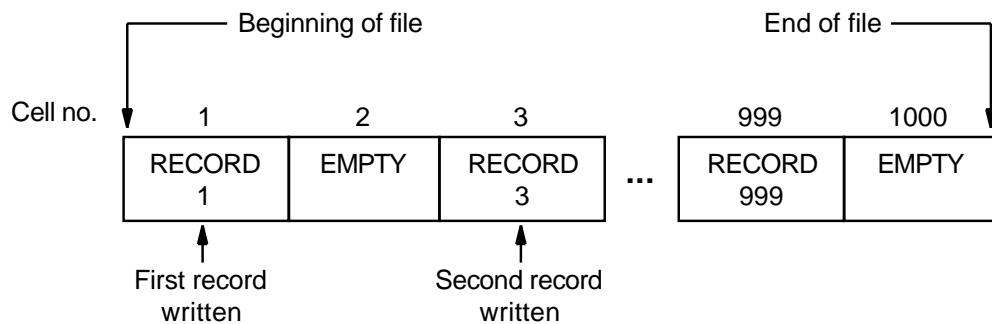 Beginning of file End of file
Cell no. 1 2 3 999 1000
RECORD EMPTY RECORD ... RECORD EMPTY
1 3 999
First record Second record
written written